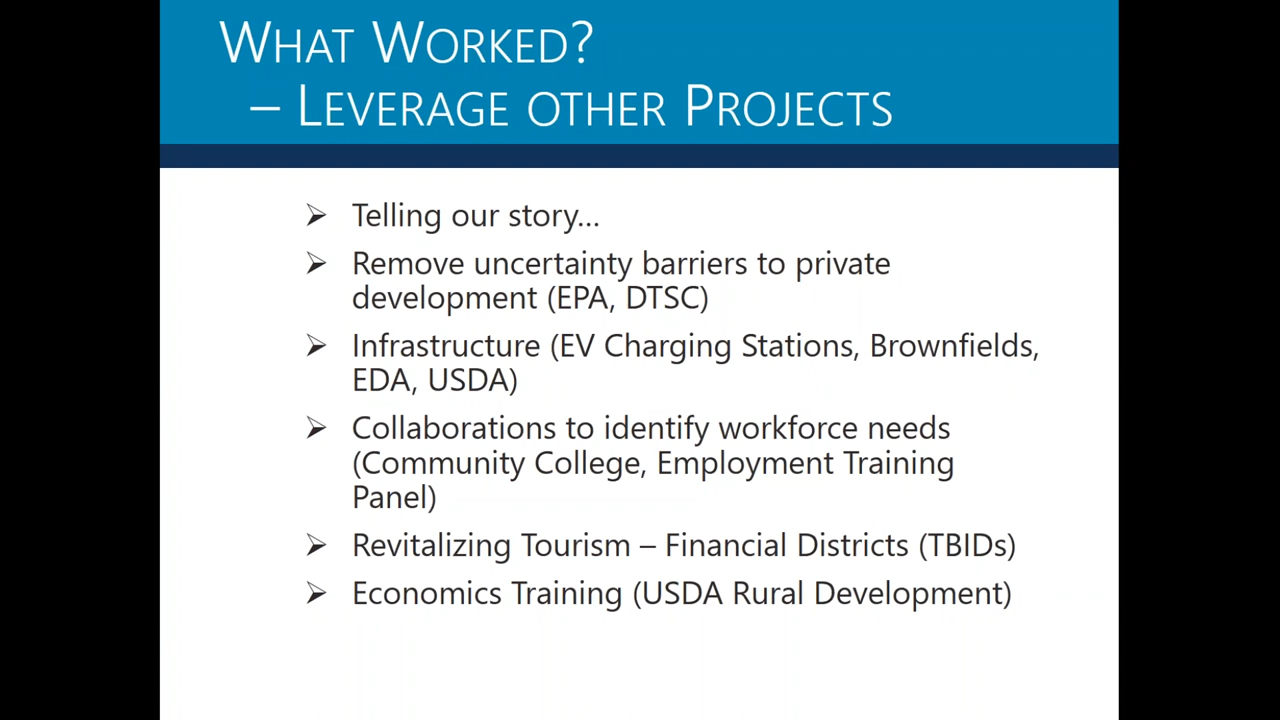 WHAT WORKED?
– LEVERAGE OTHER PROJECTS
Telling our story...
Remove uncertainty barriers to private
development (EPA, DTSC)
Infrastructure (EV Charging Stations, Brownfields,
EDA, USDA)
Collaborations to identify workforce needs
(Community College, Employment Training
Panel)
Revitalizing Tourism – Financial Districts (TBIDs)
Economics Training (USDA Rural Development)